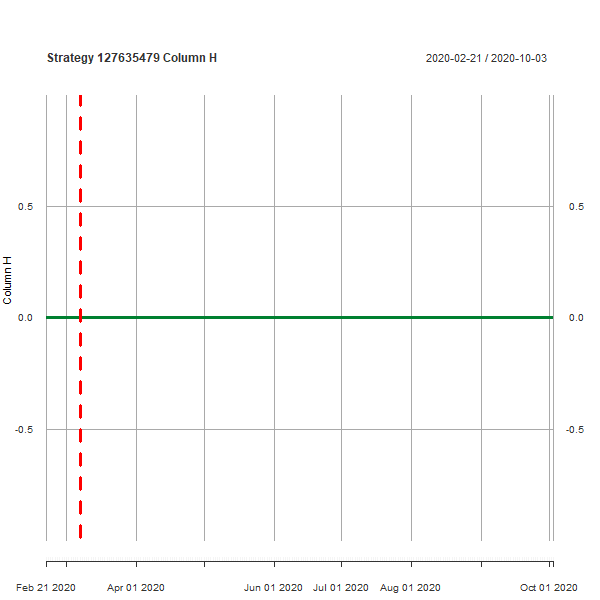 Strategy 127635479 Column H
2020-02-21 / 2020-10-03
0.5
0.5
Column H
0.0
0.0
-0.5
-0.5
Feb 21 2020
Apr 01 2020
Jun 01 2020
Jul 01 2020
Aug 01 2020
Oct 01 2020